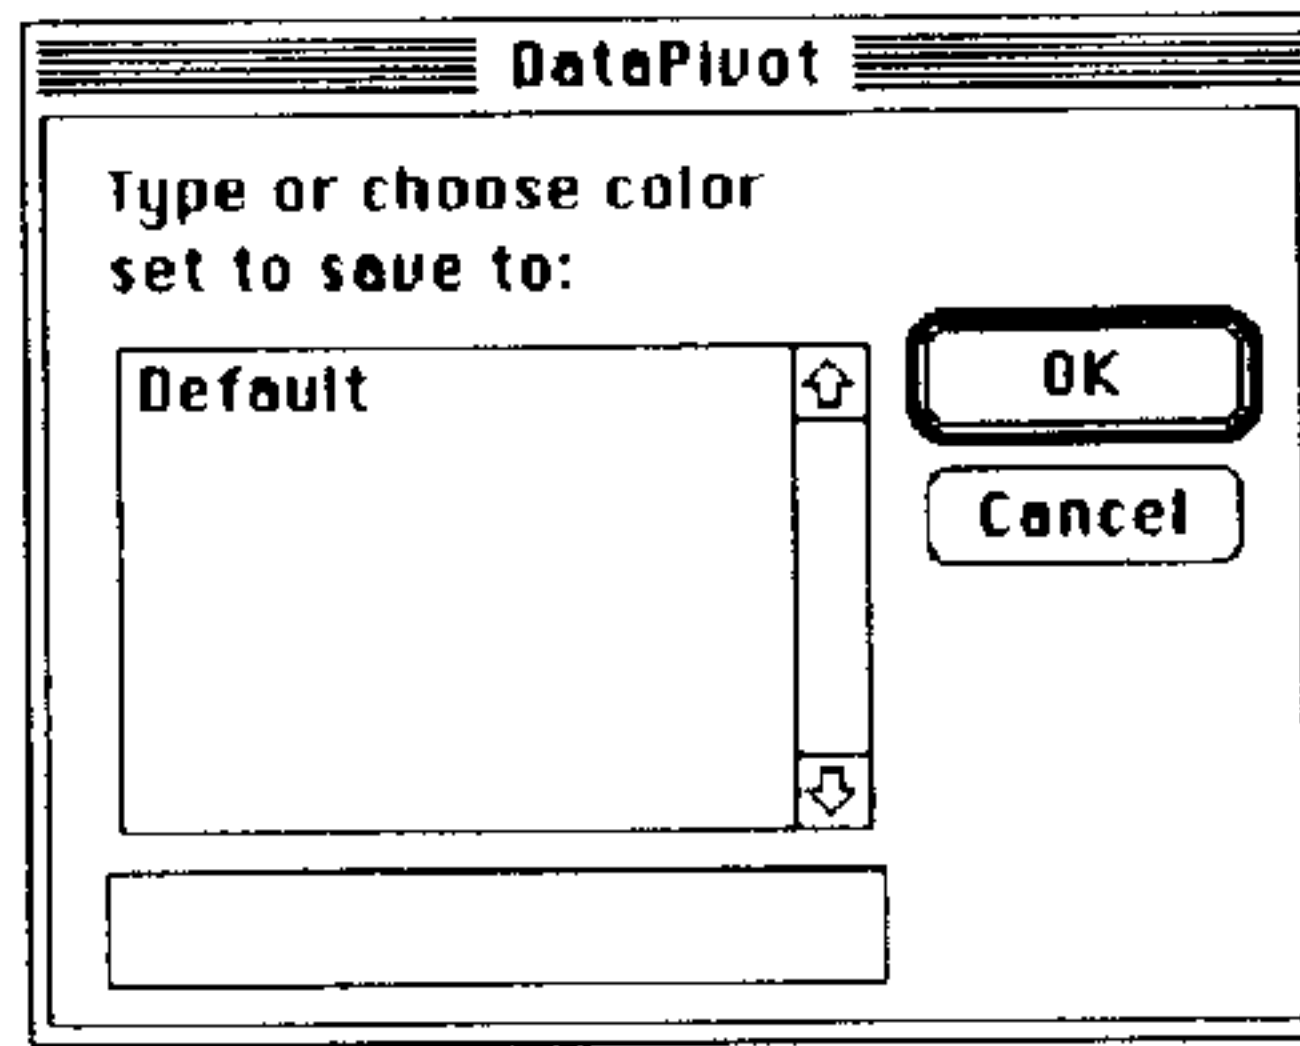 DataPivot
Type or choose color
set to save to:
Default
OK
Cancel